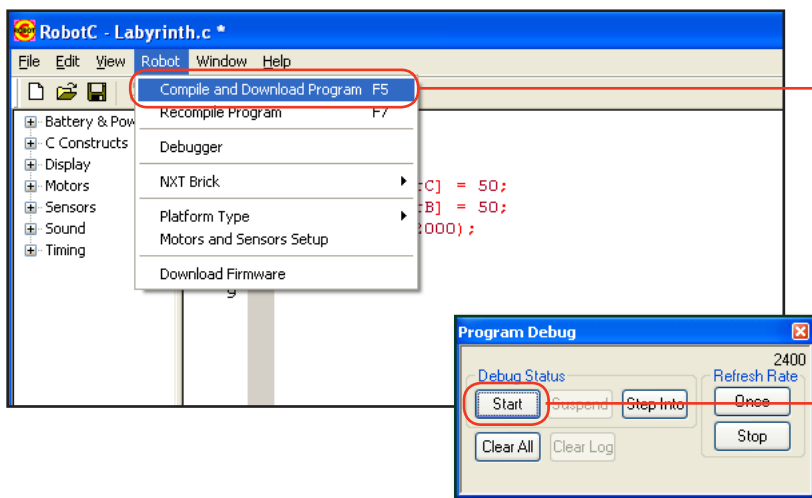 RobotC - Labyrinth.c *
File Edit View Robot Window Help
Compile and Download Program F5
Recompile Program F7
Debugger
NXT Brick
Platform Type
Motors and Sensors Setup
Download Firmware
Battery & Pow
C Constructs
Display
Motors
Sensors
Sound
Timing
rC] = 50;
rB] = 50;
2000);
9
Program Debug
2400
Debug Status
Refresh Rate
Start Suspend Step Into Once
Clear All Clear Log Stop